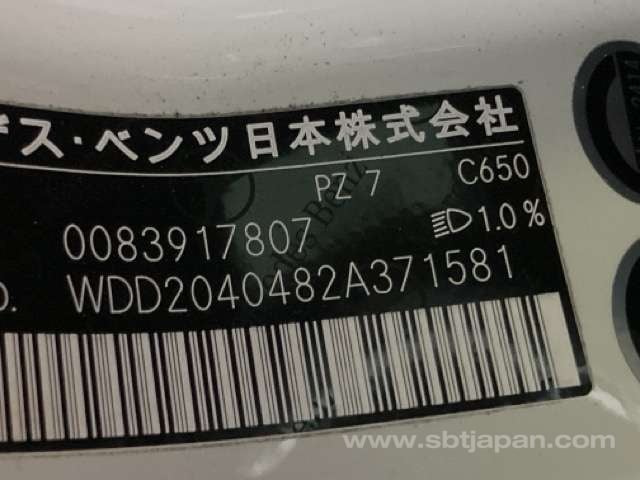 デス・ベンツ日本株式会社
PZ 7 C650
0083917807 1.0 %
WDD2040482A371581
www.sbtjapan.com